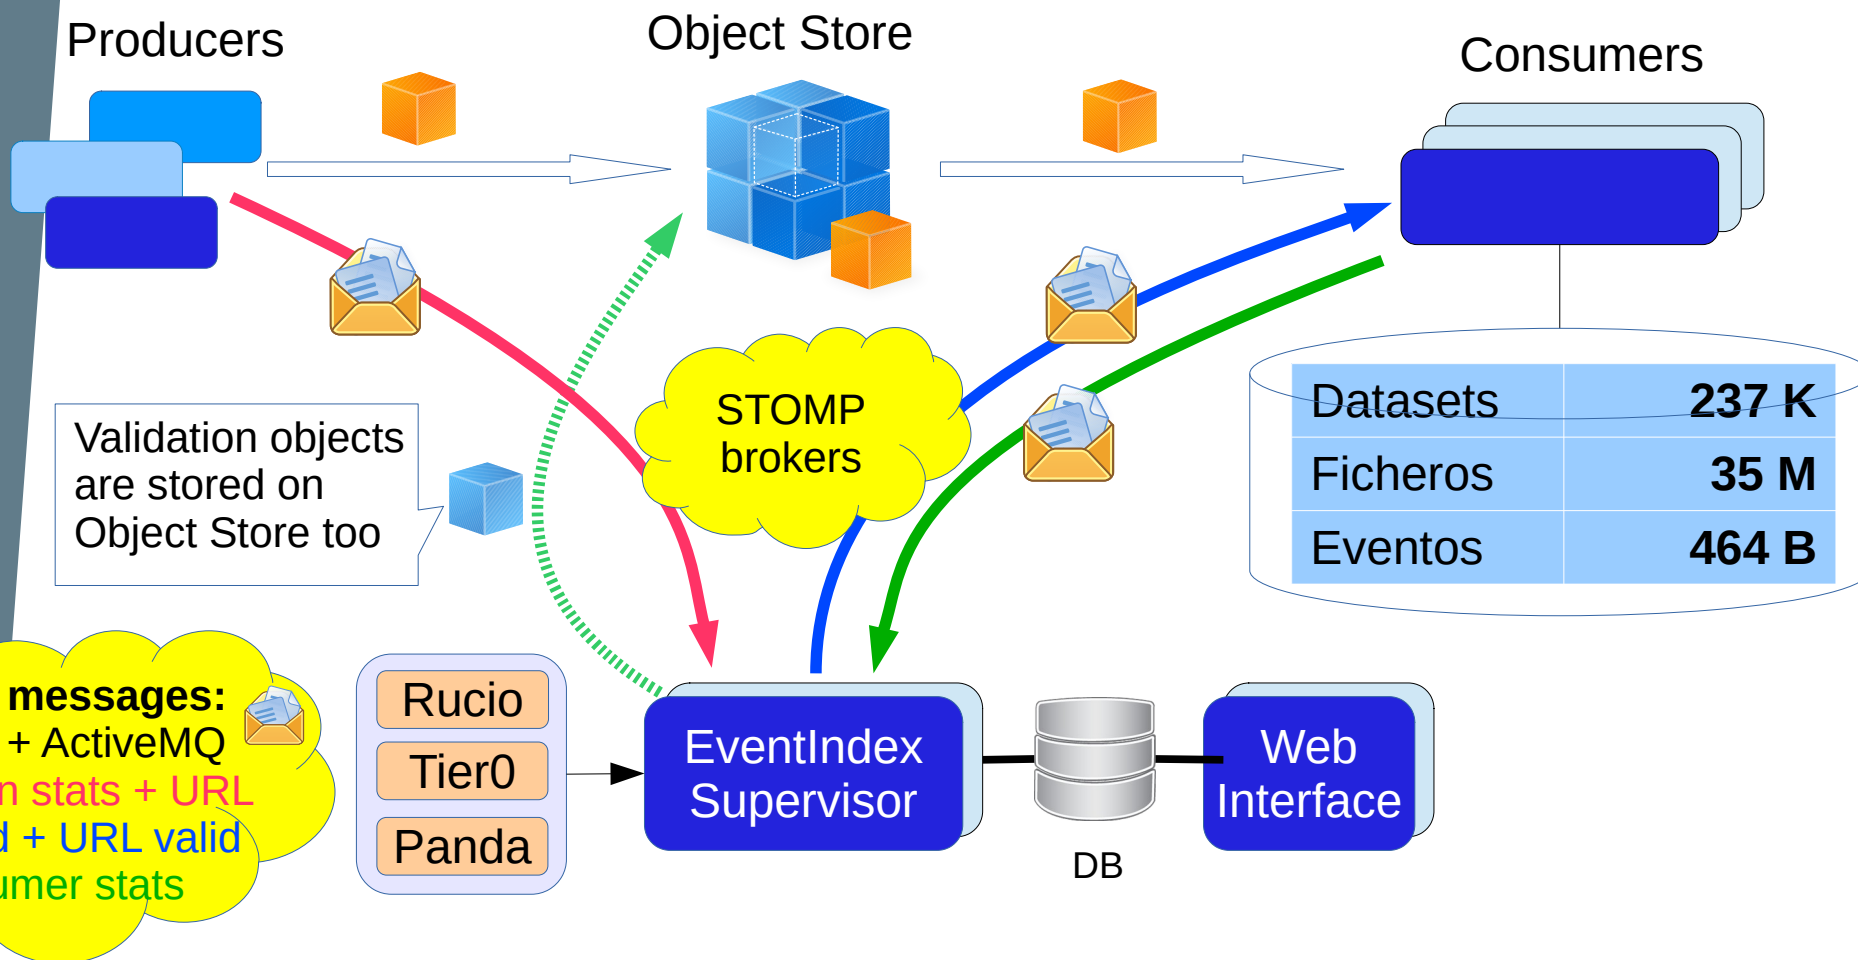 Producers
Object Store
Consumers
STOMP
brokers
Datasets 237 K
Ficheros 35 M
Eventos 464 B
Validation objects
are stored on
Object Store too
messages:
+ ActiveMQ
stats + URL
+ URL valid
stats
Rucio
Tier0
Panda
EventIndex
Supervisor
DB
Web
Interface